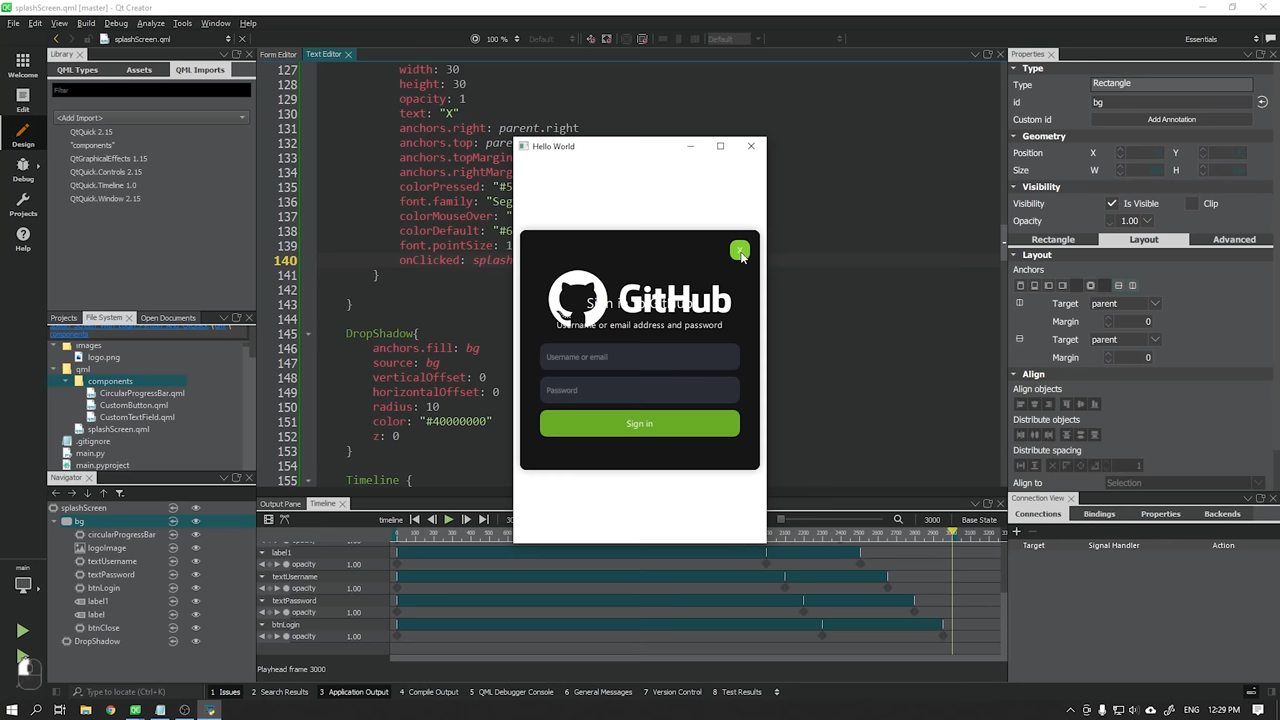 splashScreen.qml - Qt Creator
File Edit View Build Debug Analyze Tools Window Help
splashScreen.qml
100 %
Default
Default
Essentials
Welcome
Edit
Design
Debug
Projects
Help
main
Library
QML Types Assets QML Imports
Filter
<Add Import>
QtQuick 2.15
"components"
QtGraphicalEffects 1.15
QtQuick.Controls 2.15
QtQuick.Timeline 1.0
QtQuick.Window 2.15
Projects File System Open Documents
components
images
logo.png
qml
components
CircularProgressBar.qml
CustomButton.qml
CustomTextField.qml
splashScreen.qml
.gitignore
main.py
main.pyproject
Navigator
splashScreen
bg
circularProgressBar
logoImage
textUsername
textPassword
btnLogin
label1
label
btnClose
DropShadow
Form Editor Text Editor
127 width: 30
128 height: 30
129 opacity: 1
130 text: "X"
131 anchors.right: parent.right
132 anchors.top:
133 anchors.topMargin
134 anchors.rightMarg
135 colorPressed: "#5
136 font.family: "Seg
137 colorMouseOver: "
138 colorDefault: "#6
139 font.pointSize: 1
140 onClicked: splash
141 }
142
143 }
144
145 DropShadow{
146 anchors.fill: bg
147 source: bg
148 verticalOffset: 0
149 horizontalOffset: 0
150 radius: 10
151 color: "#40000000"
152 z: 0
153 }
154
155 Timeline {
Hello World
GitHub
Username or email address and password
Username or email
Password
Sign in
Output Pane Timeline
timeline
3000 Base State
0
label1
opacity 1.00
textUsername
opacity 1.00
textPassword
opacity 1.00
btnLogin
opacity 1.00
Playhead frame 3000
Properties
Type
Type Rectangle
id bg
Custom id Add Annotation
Geometry
Position X Y
Size W H
Visibility
Visibility Is Visible Clip
Opacity 1.00
Rectangle Layout Advanced
Layout
Anchors
Target parent
Margin 0
Target parent
Margin 0
Align
Align objects
Distribute objects
Distribute spacing
1
Align to Selection
Connection View
Connections Bindings Properties Backends
Target Signal Handler Action
Type to locate (Ctrl+K) 1 Issues 2 Search Results 3 Application Output 4 Compile Output 5 QML Debugger Console 6 General Messages 7 Version Control 8 Test Results
12:29 PM